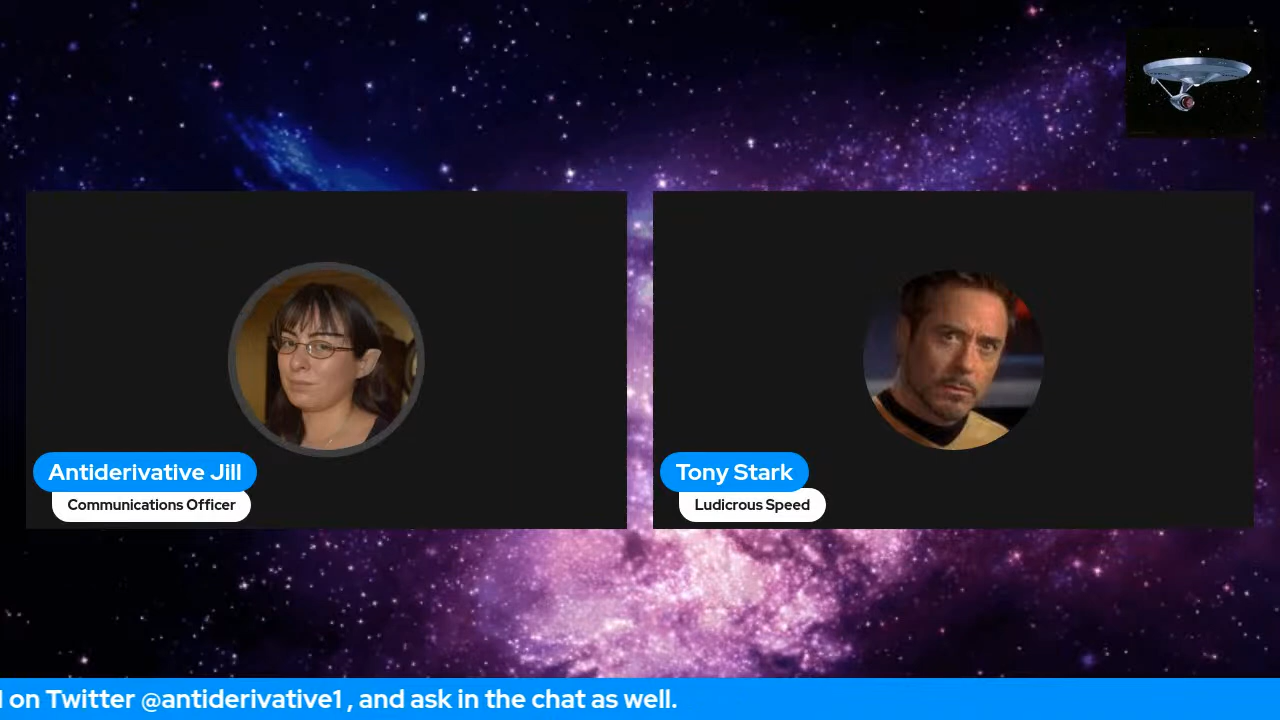 Antiderivative Jill
Communications Officer
Tony Stark
Ludicrous Speed
on Twitter @antiderivative1 , and ask in the chat as well.